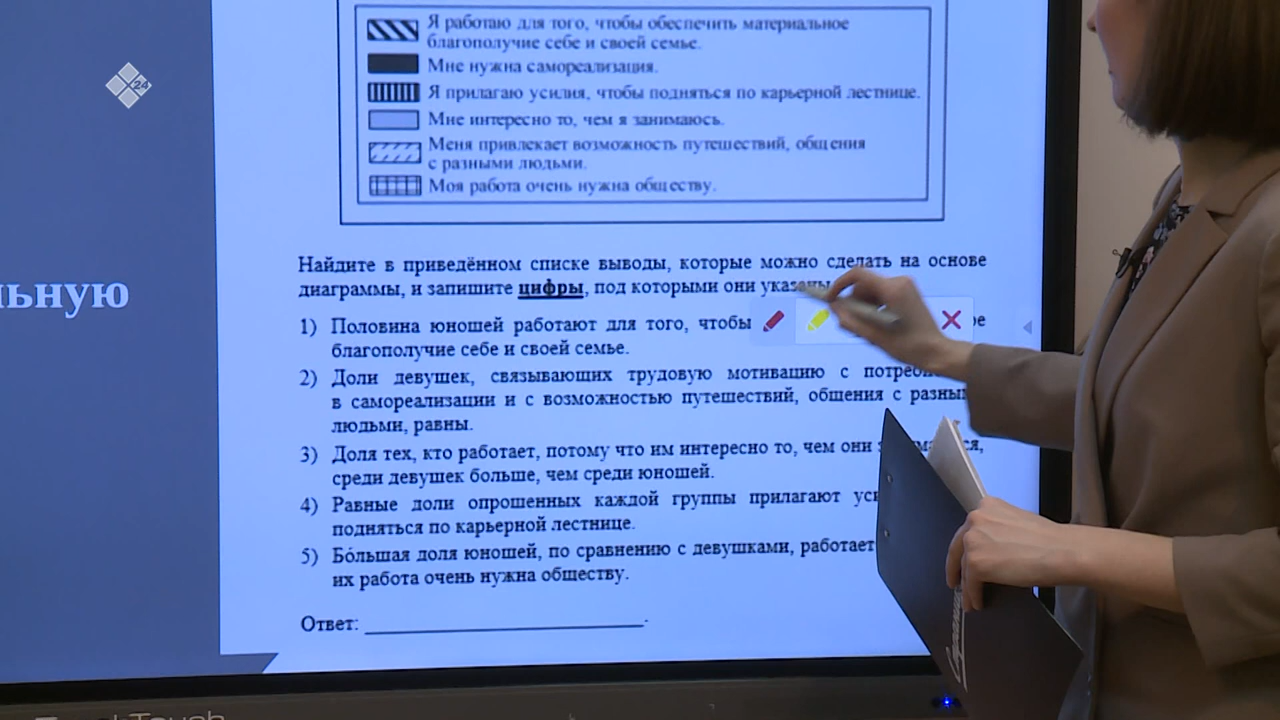 Я работаю для того, чтобы обеспечить материальное
благополучие себе и своей семье.
Мне нужна самореализация.
Я прилагаю усилия, чтобы подняться по карьерной лестнице.
Мне интересно то, чем я занимаюсь.
Меня привлекает возможность путешествий, общения
с разными людьми.
Моя работа очень нужна обществу.
24
льную
Найдите в приведённом списке выводы, которые можно сделать на основе
диаграммы, и запишите цифры, под которыми они указаны.
1) Половина юношей работают для того, чтобы ое
благополучие себе и своей семье.
2) Доли девушек, связывающих трудовую мотивацию с
в самореализации и с возможностью путешествий, общения с разными
людьми, равны.
3) Доля тех, кто работает, потому что им интересно то, чем они занимаются,
среди девушек больше, чем среди юношей.
4) Равные доли опрошенных каждой группы прилагают
подняться по карьерной лестнице.
5) Бо́льшая доля юношей, по сравнению с девушками, работает
их работа очень нужна обществу.
Ответ:
Touch